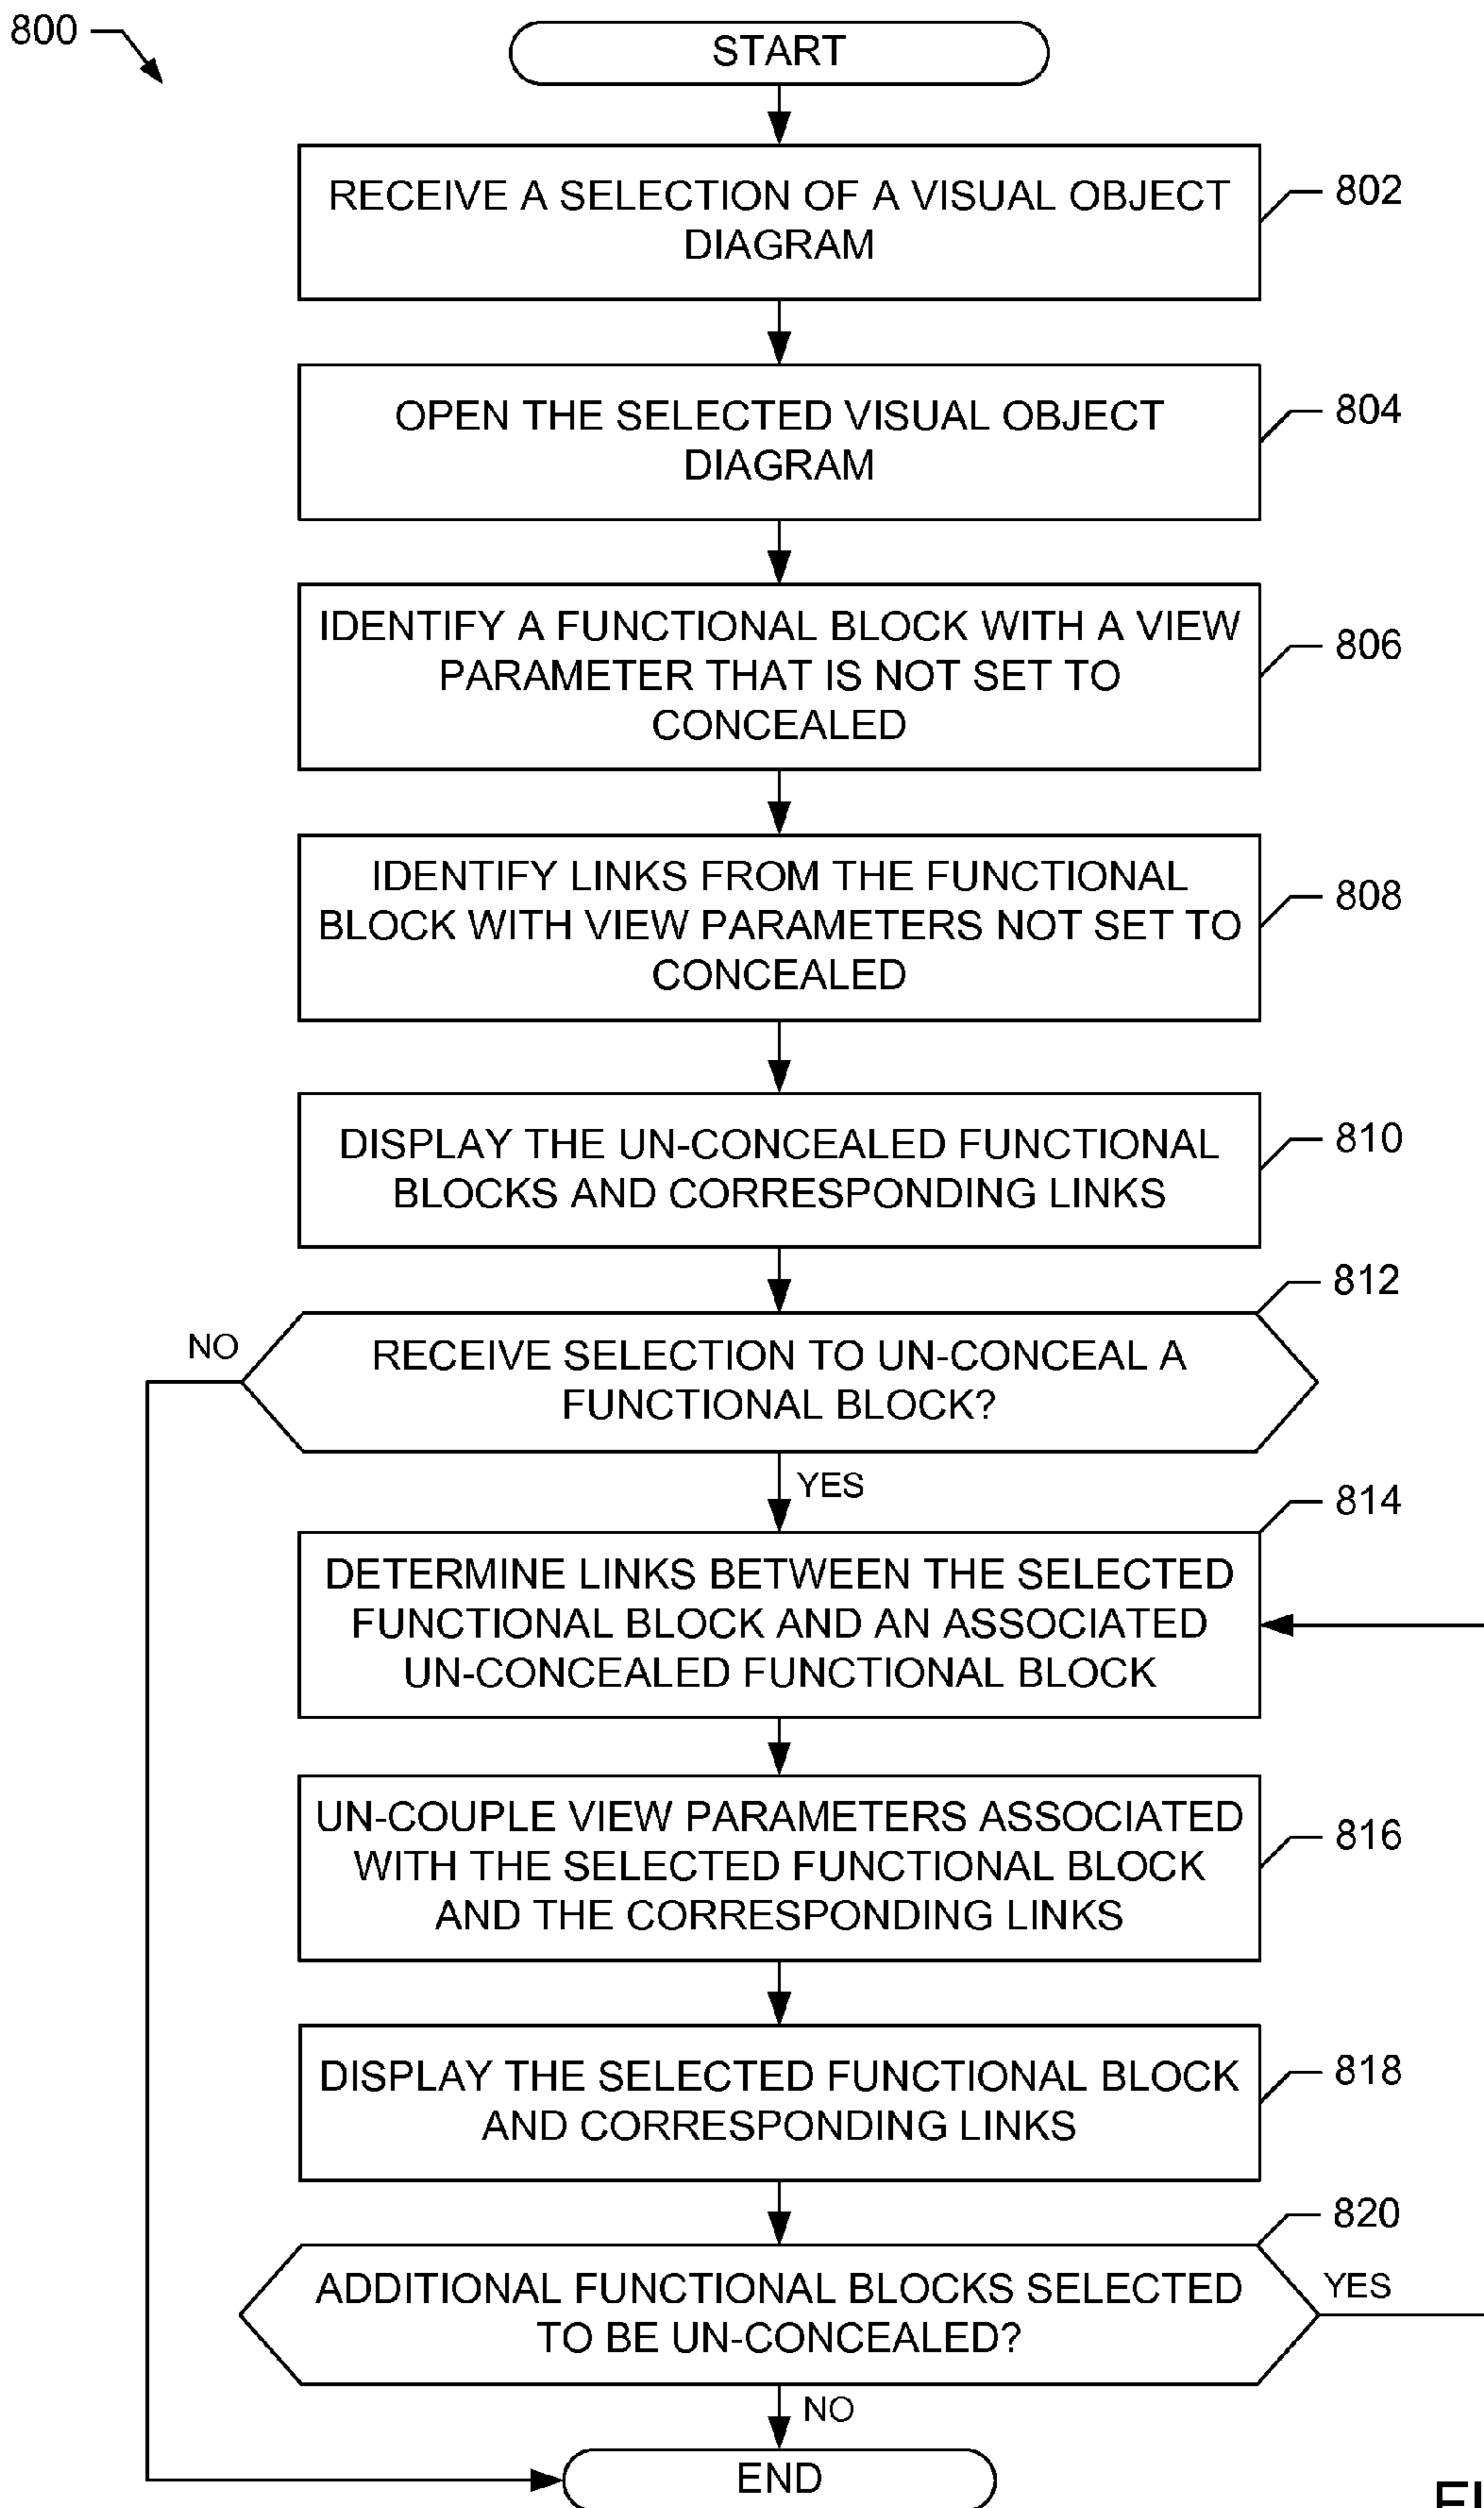 800
START
RECEIVE A SELECTION OF A VISUAL OBJECT
DIAGRAM
802
OPEN THE SELECTED VISUAL OBJECT
DIAGRAM
804
IDENTIFY A FUNCTIONAL BLOCK WITH A VIEW
PARAMETER THAT IS NOT SET TO
CONCEALED
806
IDENTIFY LINKS FROM THE FUNCTIONAL
BLOCK WITH VIEW PARAMETERS NOT SET TO
CONCEALED
808
DISPLAY THE UN-CONCEALED FUNCTIONAL
BLOCKS AND CORRESPONDING LINKS
810
812
NO
RECEIVE SELECTION TO UN-CONCEAL A
FUNCTIONAL BLOCK?
YES
814
DETERMINE LINKS BETWEEN THE SELECTED
FUNCTIONAL BLOCK AND AN ASSOCIATED
UN-CONCEALED FUNCTIONAL BLOCK
UN-COUPLE VIEW PARAMETERS ASSOCIATED
WITH THE SELECTED FUNCTIONAL BLOCK
AND THE CORRESPONDING LINKS
816
DISPLAY THE SELECTED FUNCTIONAL BLOCK
AND CORRESPONDING LINKS
818
820
ADDITIONAL FUNCTIONAL BLOCKS SELECTED
TO BE UN-CONCEALED?
YES
NO
END